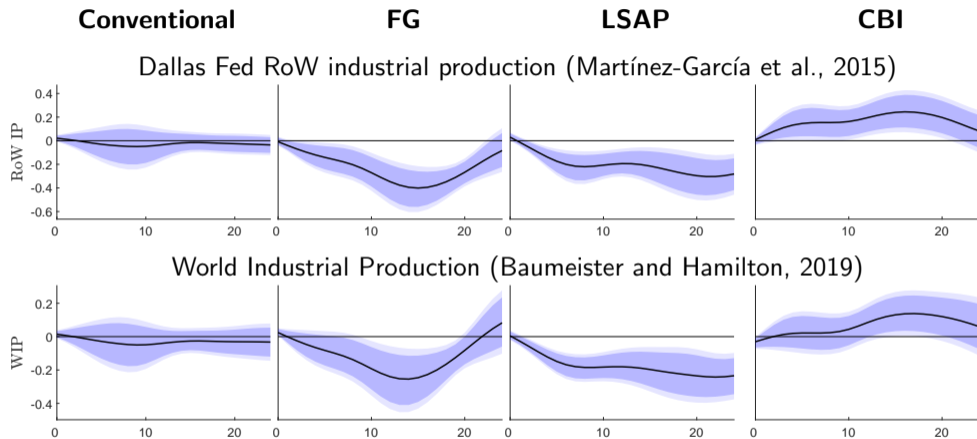 Conventional FG LSAP CBI
Dallas Fed RoW industrial production (Martínez-García et al., 2015)
RoW IP
0.4
0.2
0
-0.2
-0.4
-0.6
0 10 20 0 10 20 0 10 20 0 10 20
World Industrial Production (Baumeister and Hamilton, 2019)
WIP
0.2
0
-0.2
-0.4
0 10 20 0 10 20 0 10 20 0 10 20